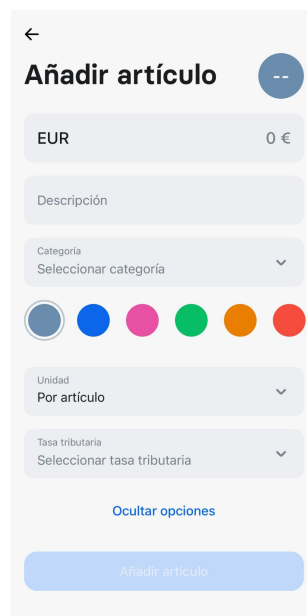 Añadir artículo
--
EUR 0 €
Descripción
Categoría
Seleccionar categoría
Unidad
Por artículo
Tasa tributaria
Seleccionar tasa tributaria
Ocultar opciones
Añadir artículo